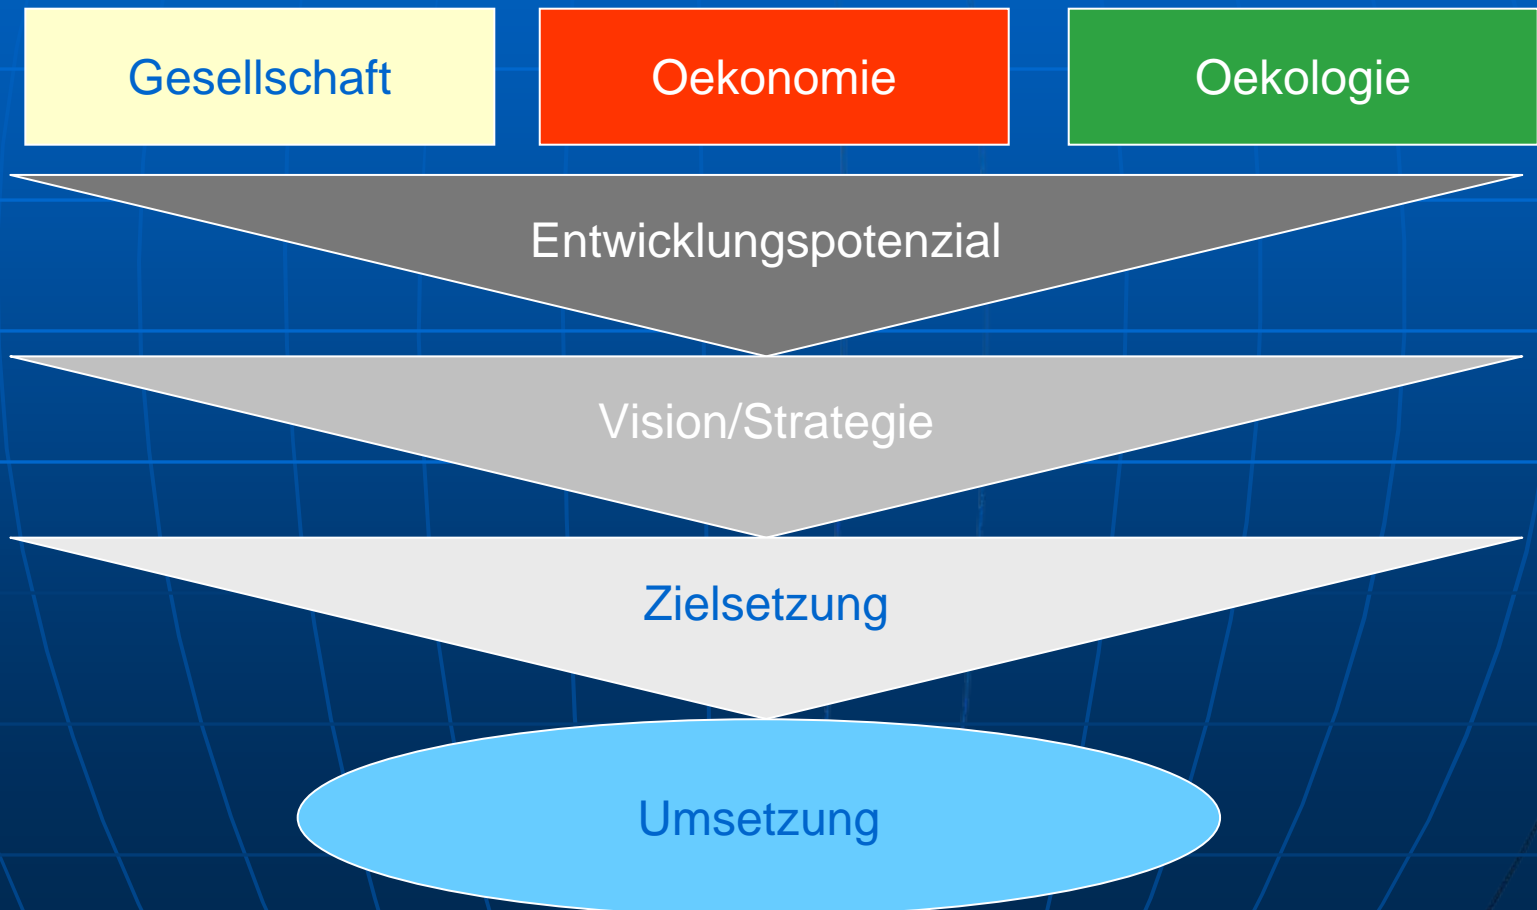 Gesellschaft
Oekonomie
Oekologie
Entwicklungspotenzial
Vision/Strategie
Zielsetzung
Umsetzung